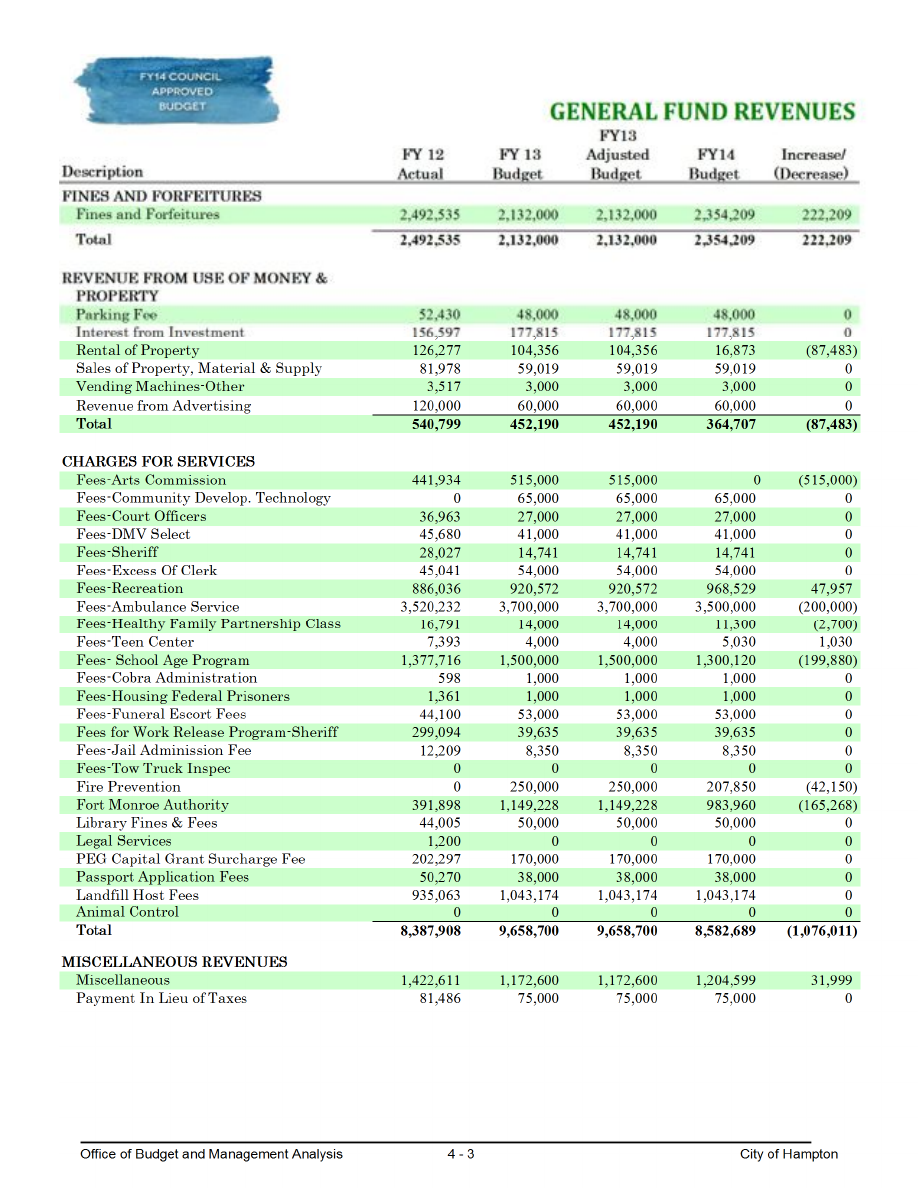 FY14 COUNCIL
APPROVED
BUDGET
GENERAL FUND REVENUES
FY13
FY 12 FY 13 Adjusted FY14 Increase/
Description Actual Budget Budget Budget (Decrease)
FINES AND FORFEITURES
Fines and Forfeitures 2,492,535 2,132,000 2,132,000 2,354,209 222,209
Total 2,492,535 2,132,000 2,132,000 2,354,209 222,209
REVENUE FROM USE OF MONEY &
PROPERTY
Parking Fee 52,430 48,000 48,000 48,000 0
Interest from Investment 156,597 177,815 177,815 177,815 0
Rental of Property 126,277 104,356 104,356 16,873 (87,483)
Sales of Property, Material & Supply 81,978 59,019 59,019 59,019 0
Vending Machines-Other 3,517 3,000 3,000 3,000 0
Revenue from Advertising 120,000 60,000 60,000 60,000 0
Total 540,799 452,190 452,190 364,707 (87,483)
CHARGES FOR SERVICES
Fees-Arts Commission 441,934 515,000 515,000 0 (515,000)
Fees-Community Develop. Technology 0 65,000 65,000 65,000 0
Fees-Court Officers 36,963 27,000 27,000 27,000 0
Fees-DMV Select 45,680 41,000 41,000 41,000 0
Fees-Sheriff 28,027 14,741 14,741 14,741 0
Fees-Excess Of Clerk 45,041 54,000 54,000 54,000 0
Fees-Recreation 886,036 920,572 920,572 968,529 47,957
Fees-Ambulance Service 3,520,232 3,700,000 3,700,000 3,500,000 (200,000)
Fees-Healthy Family Partnership Class 16,791 14,000 14,000 11,300 (2,700)
Fees-Teen Center 7,393 4,000 4,000 5,030 1,030
Fees- School Age Program 1,377,716 1,500,000 1,500,000 1,300,120 (199,880)
Fees-Cobra Administration 598 1,000 1,000 1,000 0
Fees-Housing Federal Prisoners 1,361 1,000 1,000 1,000 0
Fees-Funeral Escort Fees 44,100 53,000 53,000 53,000 0
Fees for Work Release Program-Sheriff 299,094 39,635 39,635 39,635 0
Fees-Jail Adminission Fee 12,209 8,350 8,350 8,350 0
Fees-Tow Truck Inspec 0 0 0 0 0
Fire Prevention 0 250,000 250,000 207,850 (42,150)
Fort Monroe Authority 391,898 1,149,228 1,149,228 983,960 (165,268)
Library Fines & Fees 44,005 50,000 50,000 50,000 0
Legal Services 1,200 0 0 0 0
PEG Capital Grant Surcharge Fee 202,297 170,000 170,000 170,000 0
Passport Application Fees 50,270 38,000 38,000 38,000 0
Landfill Host Fees 935,063 1,043,174 1,043,174 1,043,174 0
Animal Control 0 0 0 0 0
Total 8,387,908 9,658,700 9,658,700 8,582,689 (1,076,011)
MISCELLANEOUS REVENUES
Miscellaneous 1,422,611 1,172,600 1,172,600 1,204,599 31,999
Payment In Lieu of Taxes 81,486 75,000 75,000 75,000 0
Office of Budget and Management Analysis 4 - 3 City of Hampton